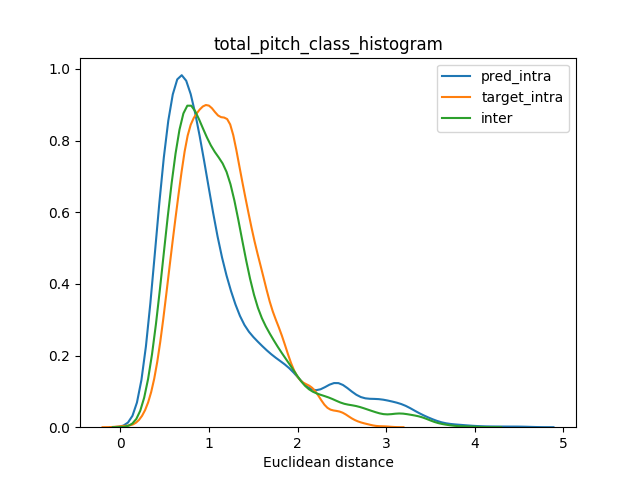 total_pitch_class_histogram
1.0
0.8
0.6
0.4
0.2
0.0
pred_intra
target_intra
inter
0 1 2 3 4 5
Euclidean distance